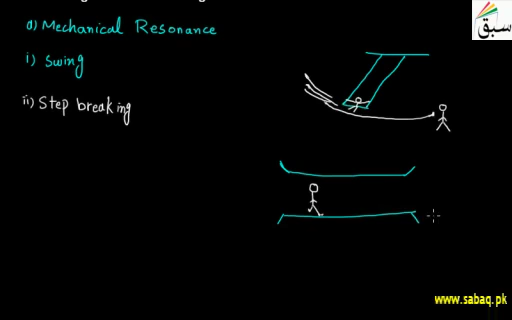 a) Mechanical Resonance
سبق
i) Swing
ii) Step breaking
www.sabaq.pk